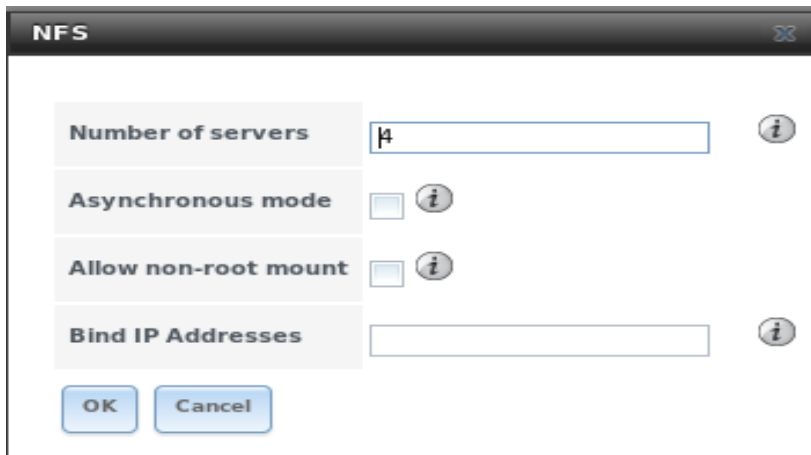 NFS
Number of servers 4
Asynchronous mode
Allow non-root mount
Bind IP Addresses
OK Cancel